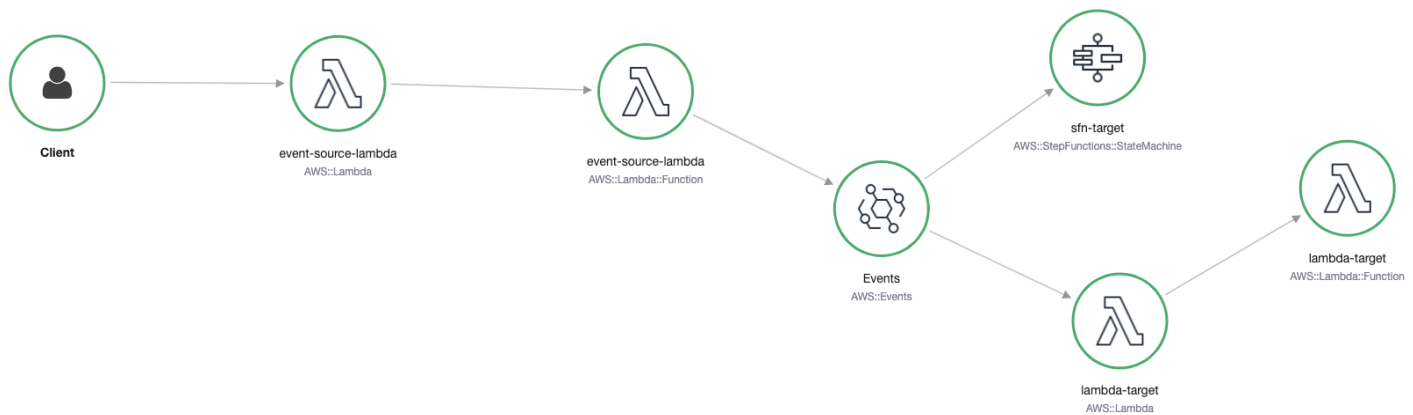 Client
event-source-lambda
AWS::Lambda
event-source-lambda
AWS::Lambda::Function
Events
AWS::Events
sfn-target
AWS::StepFunctions::StateMachine
lambda-target
AWS::Lambda
lambda-target
AWS::Lambda::Function